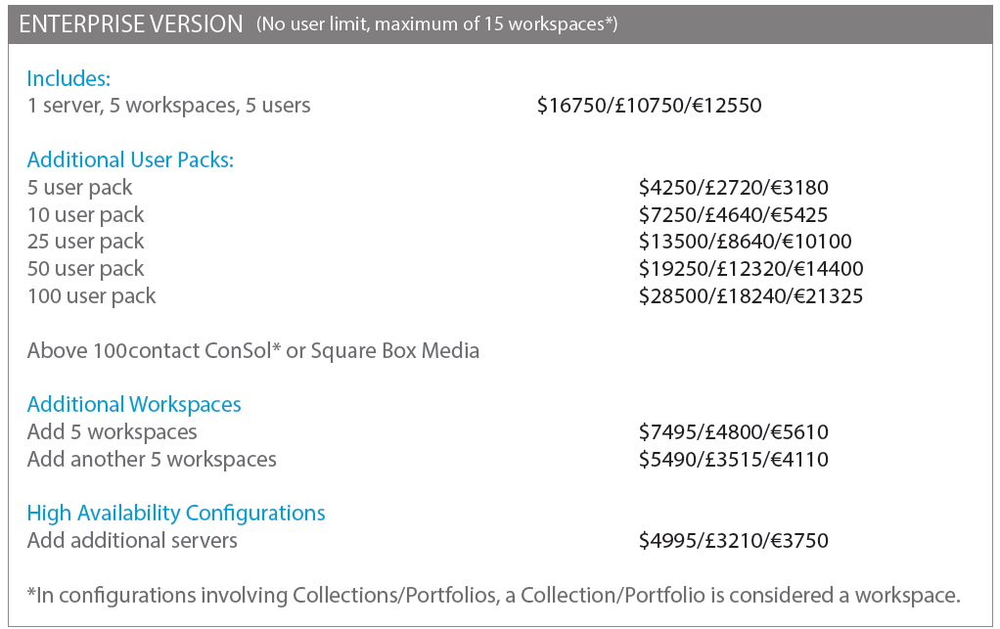 ENTERPRISE VERSION (No user limit, maximum of 15 workspaces*)
Includes:
1 server, 5 workspaces, 5 users $16750/£10750/€12550
Additional User Packs:
5 user pack $4250/£2720/€3180
10 user pack $7250/£4640/€5425
25 user pack $13500/£8640/€10100
50 user pack $19250/£12320/€14400
100 user pack $28500/£18240/€21325
Above 100 contact ConSol* or Square Box Media
Additional Workspaces
Add 5 workspaces $7495/£4800/€5610
Add another 5 workspaces $5490/£3515/€4110
High Availability Configurations
Add additional servers $4995/£3210/€3750
*In configurations involving Collections/Portfolios, a Collection/Portfolio is considered a workspace.